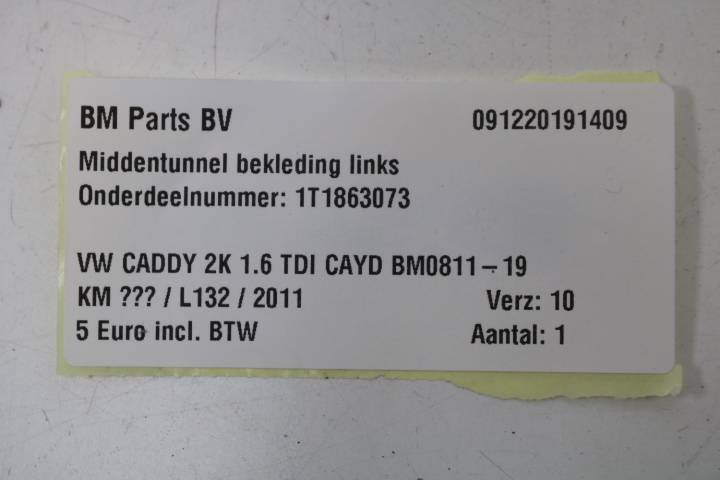 BM Parts BV 091220191409
Middentunnel bekleding links
Onderdeelnummer: 1T1863073
VW CADDY 2K 1.6 TDI CAYD BM0811-19
KM ??? / L132 / 2011 Verz: 10
5 Euro incl. BTW Aantal: 1